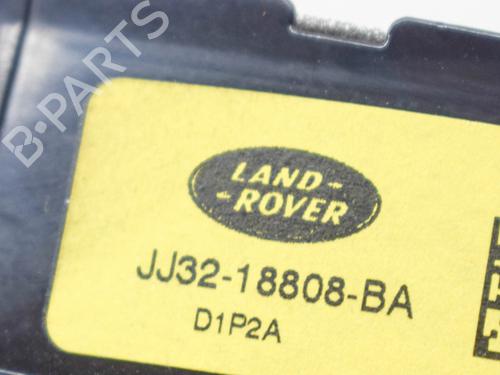 B-PARTS
LAND-
-ROVER
JJ32-18808-BA
D1P2A